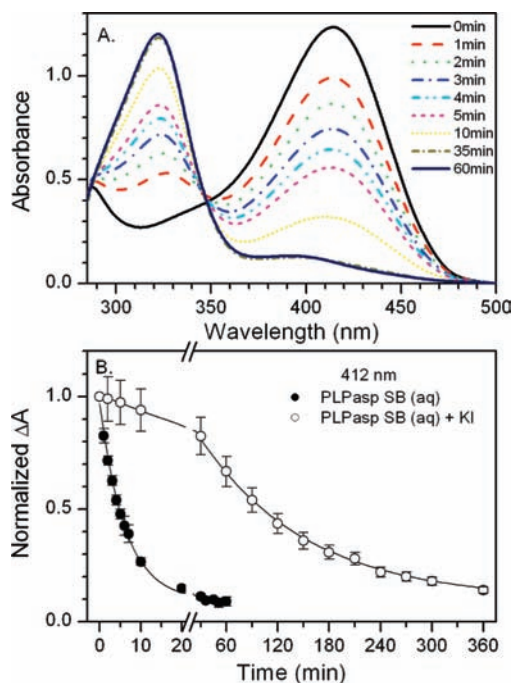 A.
0min
1min
2min
3min
4min
5min
10min
35min
60min
1.0
0.5
0.0
Absorbance
300 350 400 450 500
Wavelength (nm)
B.
412 nm
PLPasp SB (aq)
PLPasp SB (aq) + KI
1.0
0.5
0.0
Normalized ΔA
0 10 20 60 120 180 240 300 360
Time (min)